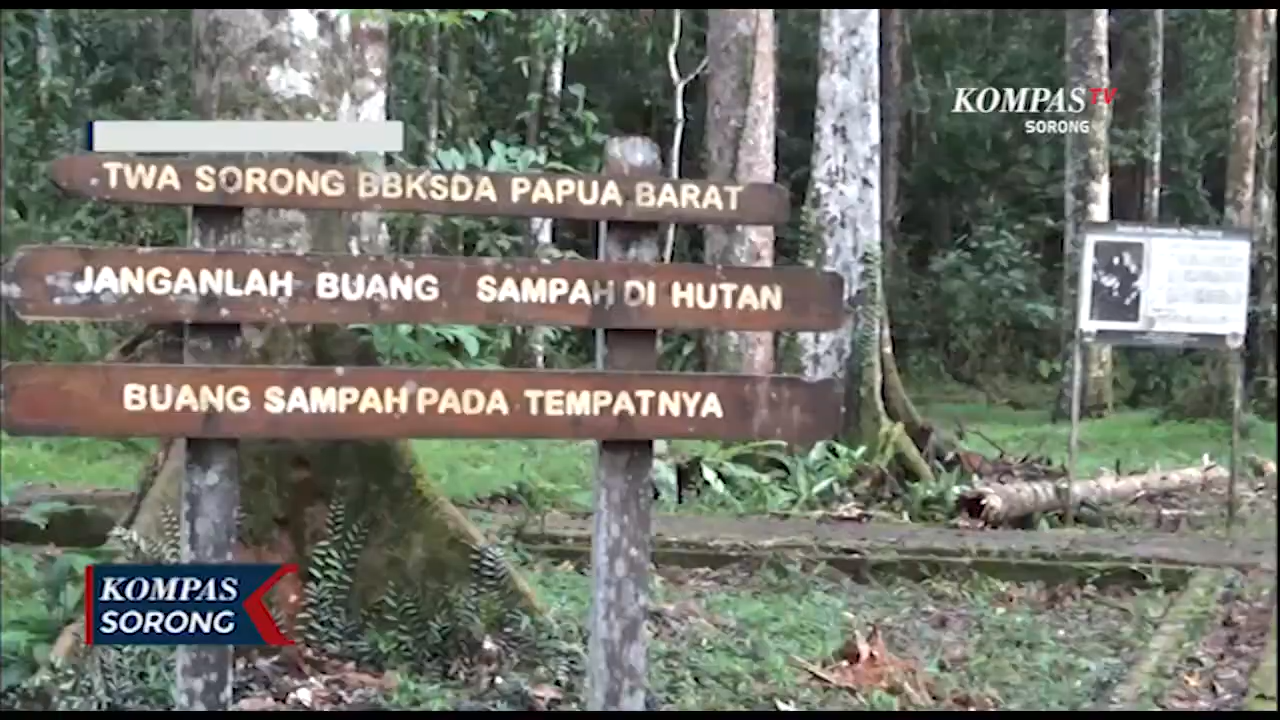 KOMPAS TV
SORONG
TWA SORONG BBKSDA PAPUA BARAT
JANGANLAH BUANG SAMPAH DI HUTAN
BUANG SAMPAH PADA TEMPATNYA
KOMPAS
SORONG